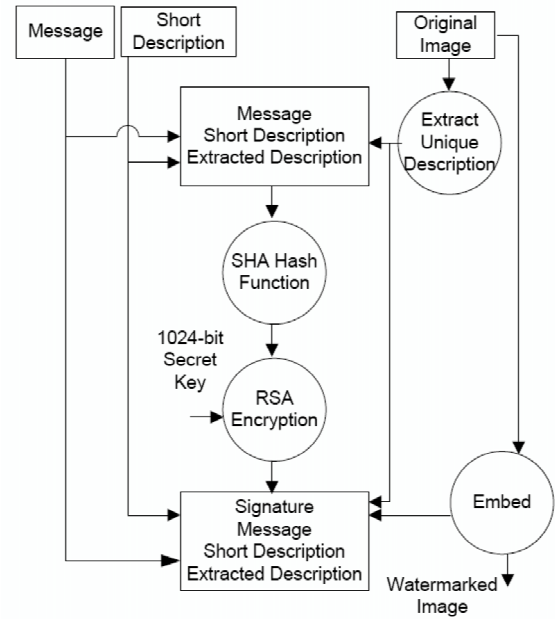 Message
Short
Description
Original
Image
Message
Short Description
Extracted Description
Extract
Unique
Description
SHA Hash
Function
1024-bit
Secret
Key
RSA
Encryption
Signature
Message
Short Description
Extracted Description
Embed
Watermarked
Image